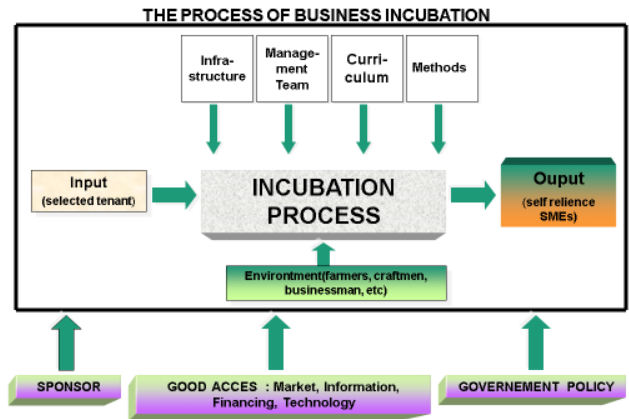 THE PROCESS OF BUSINESS INCUBATION
Infra-
structure
Manage-
ment
Team
Curri-
culum
Methods
Input
(selected tenant)
INCUBATION
PROCESS
Ouput
(self relience
SMEs)
Environtment(farmers, craftmen,
businessman, etc)
SPONSOR
GOOD ACCES : Market, Information,
Financing, Technology
GOVERNEMENT POLICY